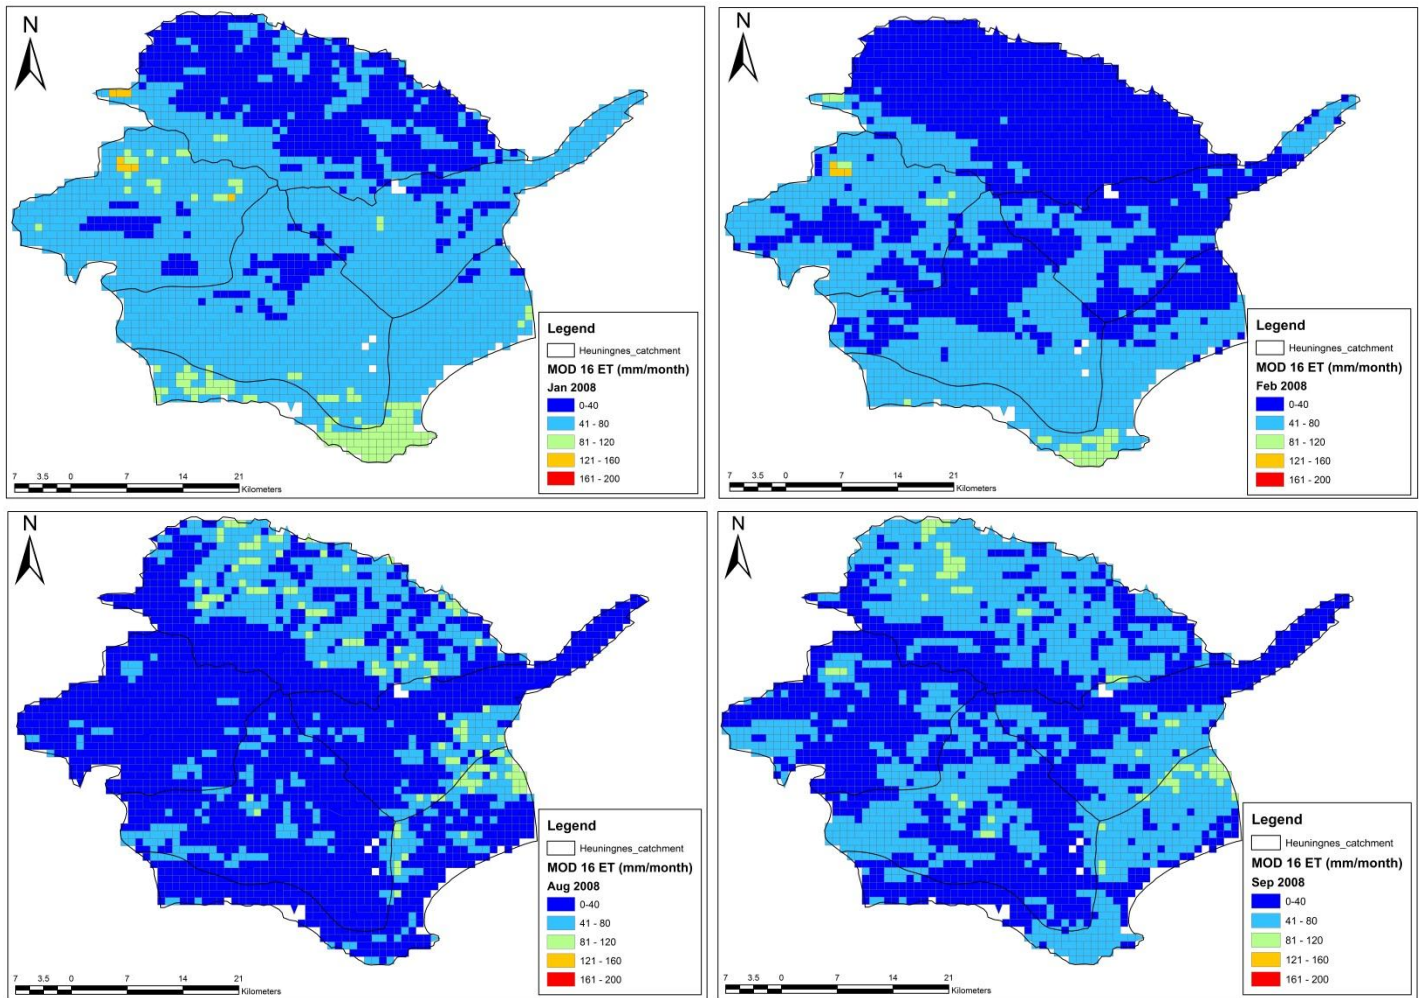 N
Legend
Heuningnes_catchment
MOD 16 ET (mm/month)
Jan 2008
0-40
41 - 80
81 - 120
121 - 160
161 - 200
7 3.5 0 7 14 21
Kilometers
N
Legend
Heuningnes_catchment
MOD 16 ET (mm/month)
Feb 2008
0-40
41 - 80
81 - 120
121 - 160
161 - 200
7 3.5 0 7 14 21
Kilometers
N
Legend
Heuningnes_catchment
MOD 16 ET (mm/month)
Aug 2008
0-40
41 - 80
81 - 120
121 - 160
161 - 200
7 3.5 0 7 14 21
Kilometers
N
Legend
Heuningnes_catchment
MOD 16 ET (mm/month)
Sep 2008
0-40
41 - 80
81 - 120
121 - 160
161 - 200
7 3.5 0 7 14 21
Kilometers